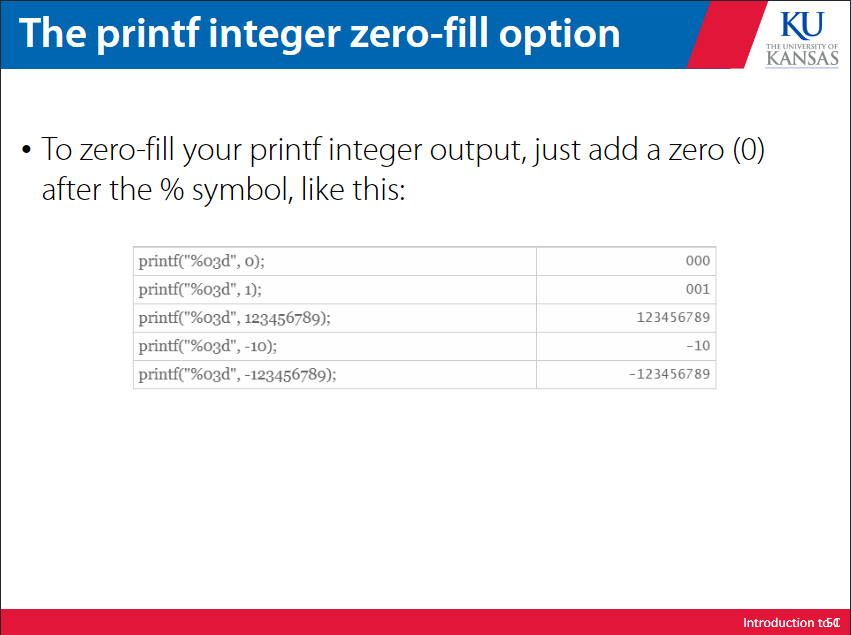 The printf integer zero-fill option
KU
THE UNIVERSITY OF
KANSAS
• To zero-fill your printf integer output, just add a zero (0)
after the % symbol, like this:
printf("%03d", 0); 000
printf("%03d", 1); 001
printf("%03d", 123456789); 123456789
printf("%03d", -10); -10
printf("%03d", -123456789); -123456789
Introduction to